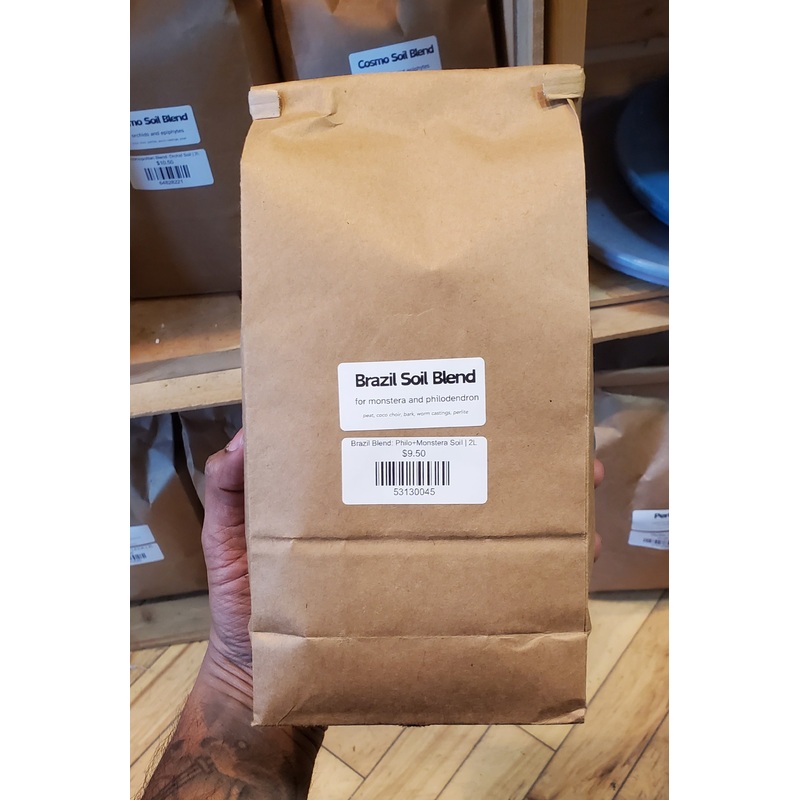 Cosmo Soil Blend
mo Soil Blend
orchids and epiphytes
$10.00
Brazil Soil Blend
for monstera and philodendron
peat, coco choir, bark, worm castings, perlite
Brazil Blend: Philo+Monstera Soil | 2L
$9.50
53130045